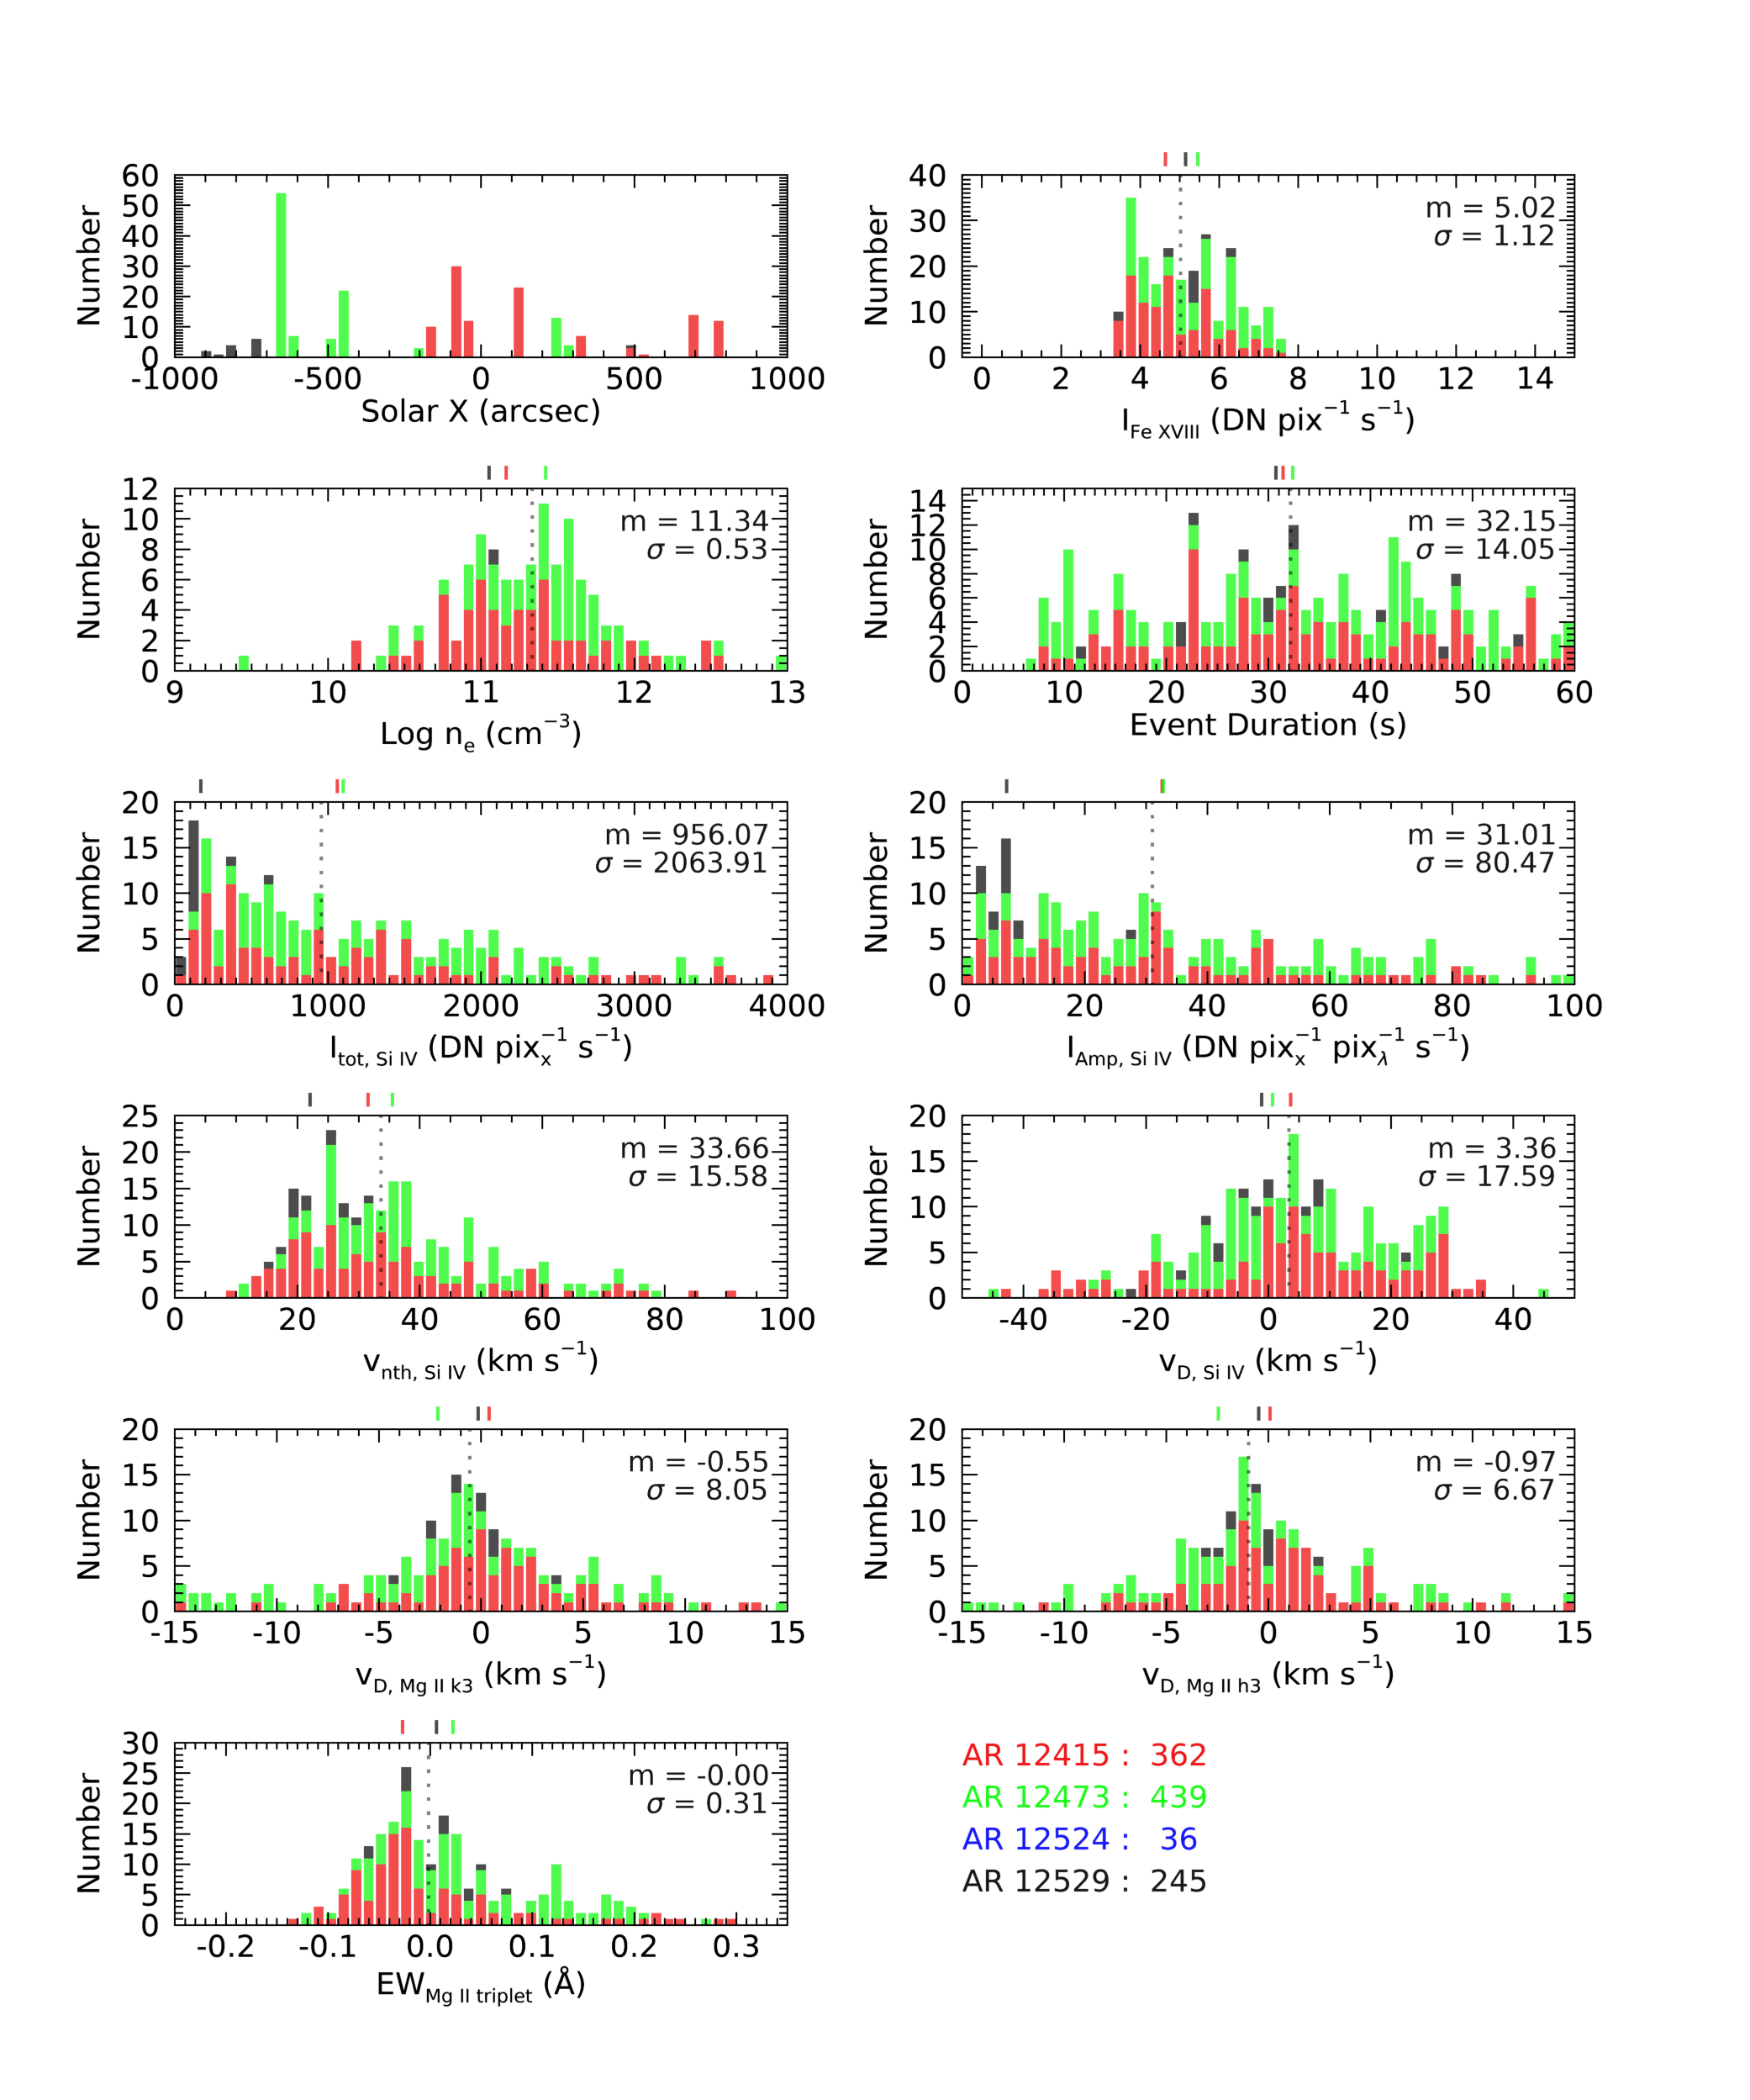 60
50
40
30
20
10
0
Number
-1000 -500 0 500 1000
Solar X (arcsec)
40
30
20
10
0
Number
m = 5.02
σ = 1.12
0 2 4 6 8 10 12 14
I Fe XVIII (DN pix⁻¹ s⁻¹)
12
10
8
6
4
2
0
Number
m = 11.34
σ = 0.53
9 10 11 12 13
Log nₑ (cm⁻³)
14
12
10
8
6
4
2
0
Number
m = 32.15
σ = 14.05
0 10 20 30 40 50 60
Event Duration (s)
20
15
10
5
0
Number
m = 956.07
σ = 2063.91
0 1000 2000 3000 4000
I tot, Si IV (DN pixₓ⁻¹ s⁻¹)
20
15
10
5
0
Number
m = 31.01
σ = 80.47
0 20 40 60 80 100
I Amp, Si IV (DN pixₓ⁻¹ pix_λ⁻¹ s⁻¹)
25
20
15
10
5
0
Number
m = 33.66
σ = 15.58
0 20 40 60 80 100
v nth, Si IV (km s⁻¹)
20
15
10
5
0
Number
m = 3.36
σ = 17.59
-40 -20 0 20 40
v D, Si IV (km s⁻¹)
20
15
10
5
0
Number
m = -0.55
σ = 8.05
-15 -10 -5 0 5 10 15
v D, Mg II k3 (km s⁻¹)
20
15
10
5
0
Number
m = -0.97
σ = 6.67
-15 -10 -5 0 5 10 15
v D, Mg II h3 (km s⁻¹)
30
25
20
15
10
5
0
Number
m = -0.00
σ = 0.31
-0.2 -0.1 0.0 0.1 0.2 0.3
EW Mg II triplet (Å)
AR 12415 : 362
AR 12473 : 439
AR 12524 : 36
AR 12529 : 245